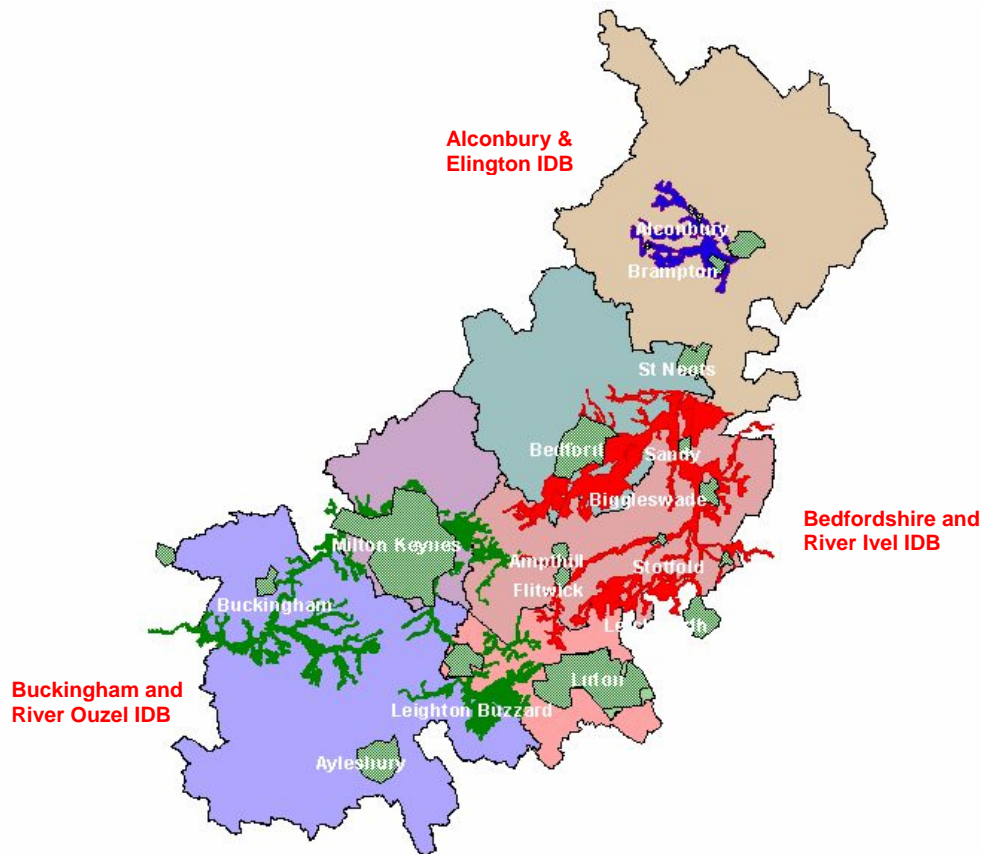 Alconbury &
Elington IDB
Alconbury
Brampton
St Neots
Bedford
Sandy
Biggleswade
Bedfordshire and
River Ivel IDB
Milton Keynes
Ampthill
Stotfold
Flitwick
Buckingham
Luton
Buckingham and
River Ouzel IDB
Leighton Buzzard
Aylesbury